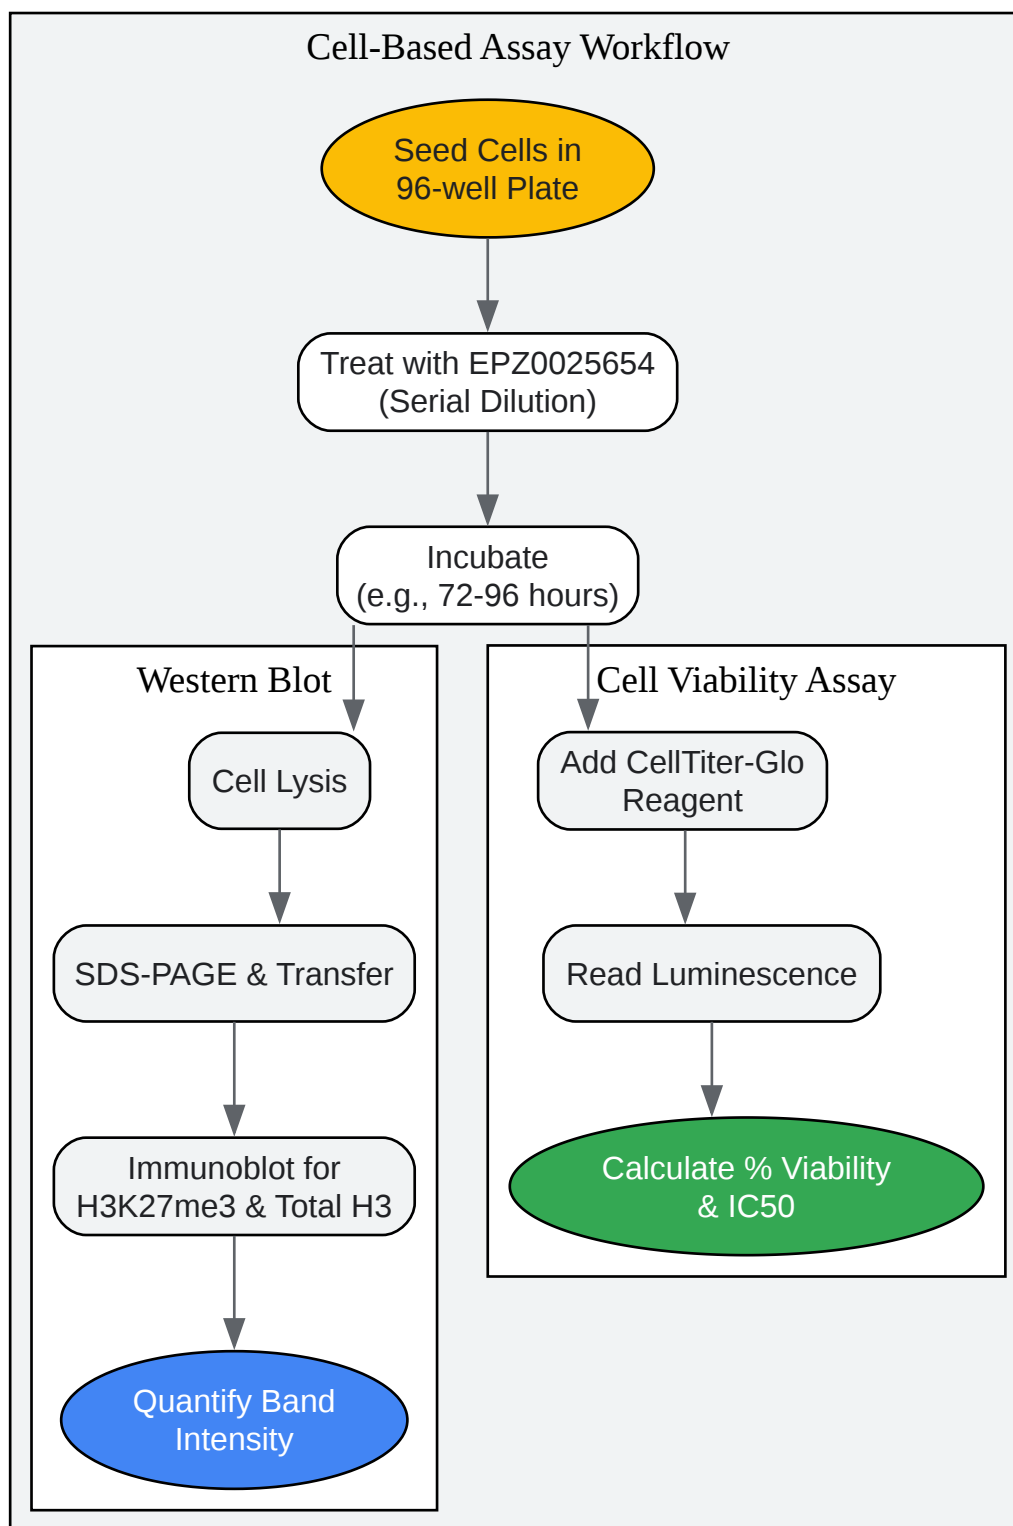 Cell-Based Assay Workflow
Seed Cells in
96-well Plate
Treat with EPZ0025654
(Serial Dilution)
Incubate
(e.g., 72-96 hours)
Western Blot
Cell Lysis
SDS-PAGE & Transfer
Immunoblot for
H3K27me3 & Total H3
Quantify Band
Intensity
Cell Viability Assay
Add CellTiter-Glo
Reagent
Read Luminescence
Calculate % Viability
& IC50